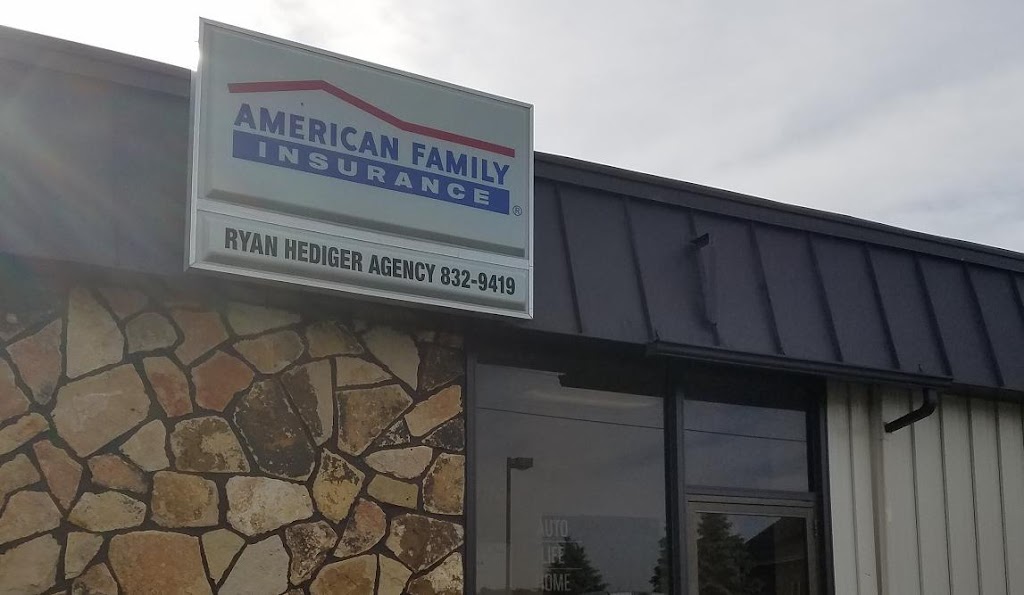 AMERICAN FAMILY
INSURANCE ®
RYAN HEDIGER AGENCY 832-9419
AUTO
LIFE
HOME